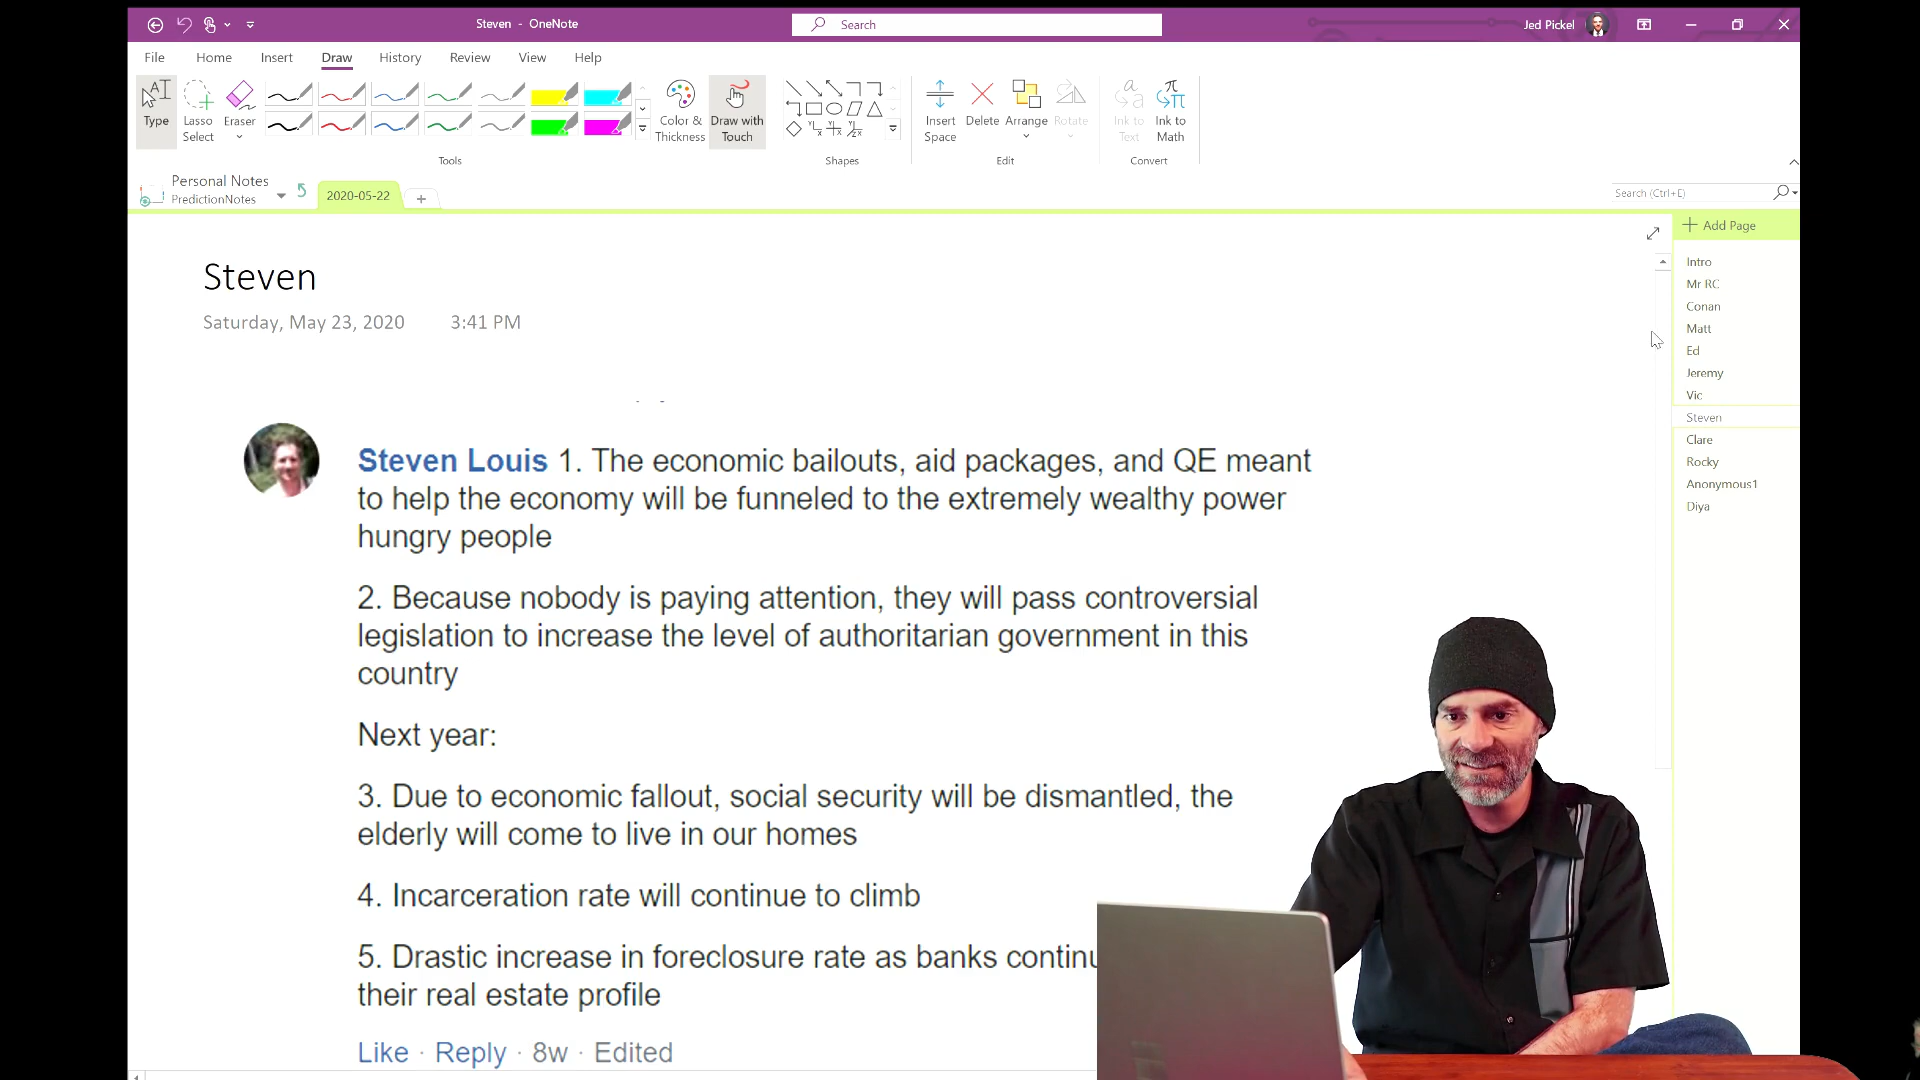 Steven - OneNote
Search
Jed Pickel
File Home Insert Draw History Review View Help
Type
Lasso Select
Eraser
Color & Thickness
Draw with Touch
Insert Space
Delete
Arrange
Rotate
Ink to Text
Ink to Math
Tools
Shapes
Edit
Convert
Personal Notes
PredictionNotes
2020-05-22
Search (Ctrl+E)
Add Page
Intro
Mr RC
Conan
Matt
Ed
Jeremy
Vic
Steven
Clare
Rocky
Anonymous1
Diya
Steven
Saturday, May 23, 2020 3:41 PM
Steven Louis 1. The economic bailouts, aid packages, and QE meant
to help the economy will be funneled to the extremely wealthy power
hungry people
2. Because nobody is paying attention, they will pass controversial
legislation to increase the level of authoritarian government in this
country
Next year:
3. Due to economic fallout, social security will be dismantled, the
elderly will come to live in our homes
4. Incarceration rate will continue to climb
5. Drastic increase in foreclosure rate as banks
their real estate profile
Like · Reply · 8w · Edited